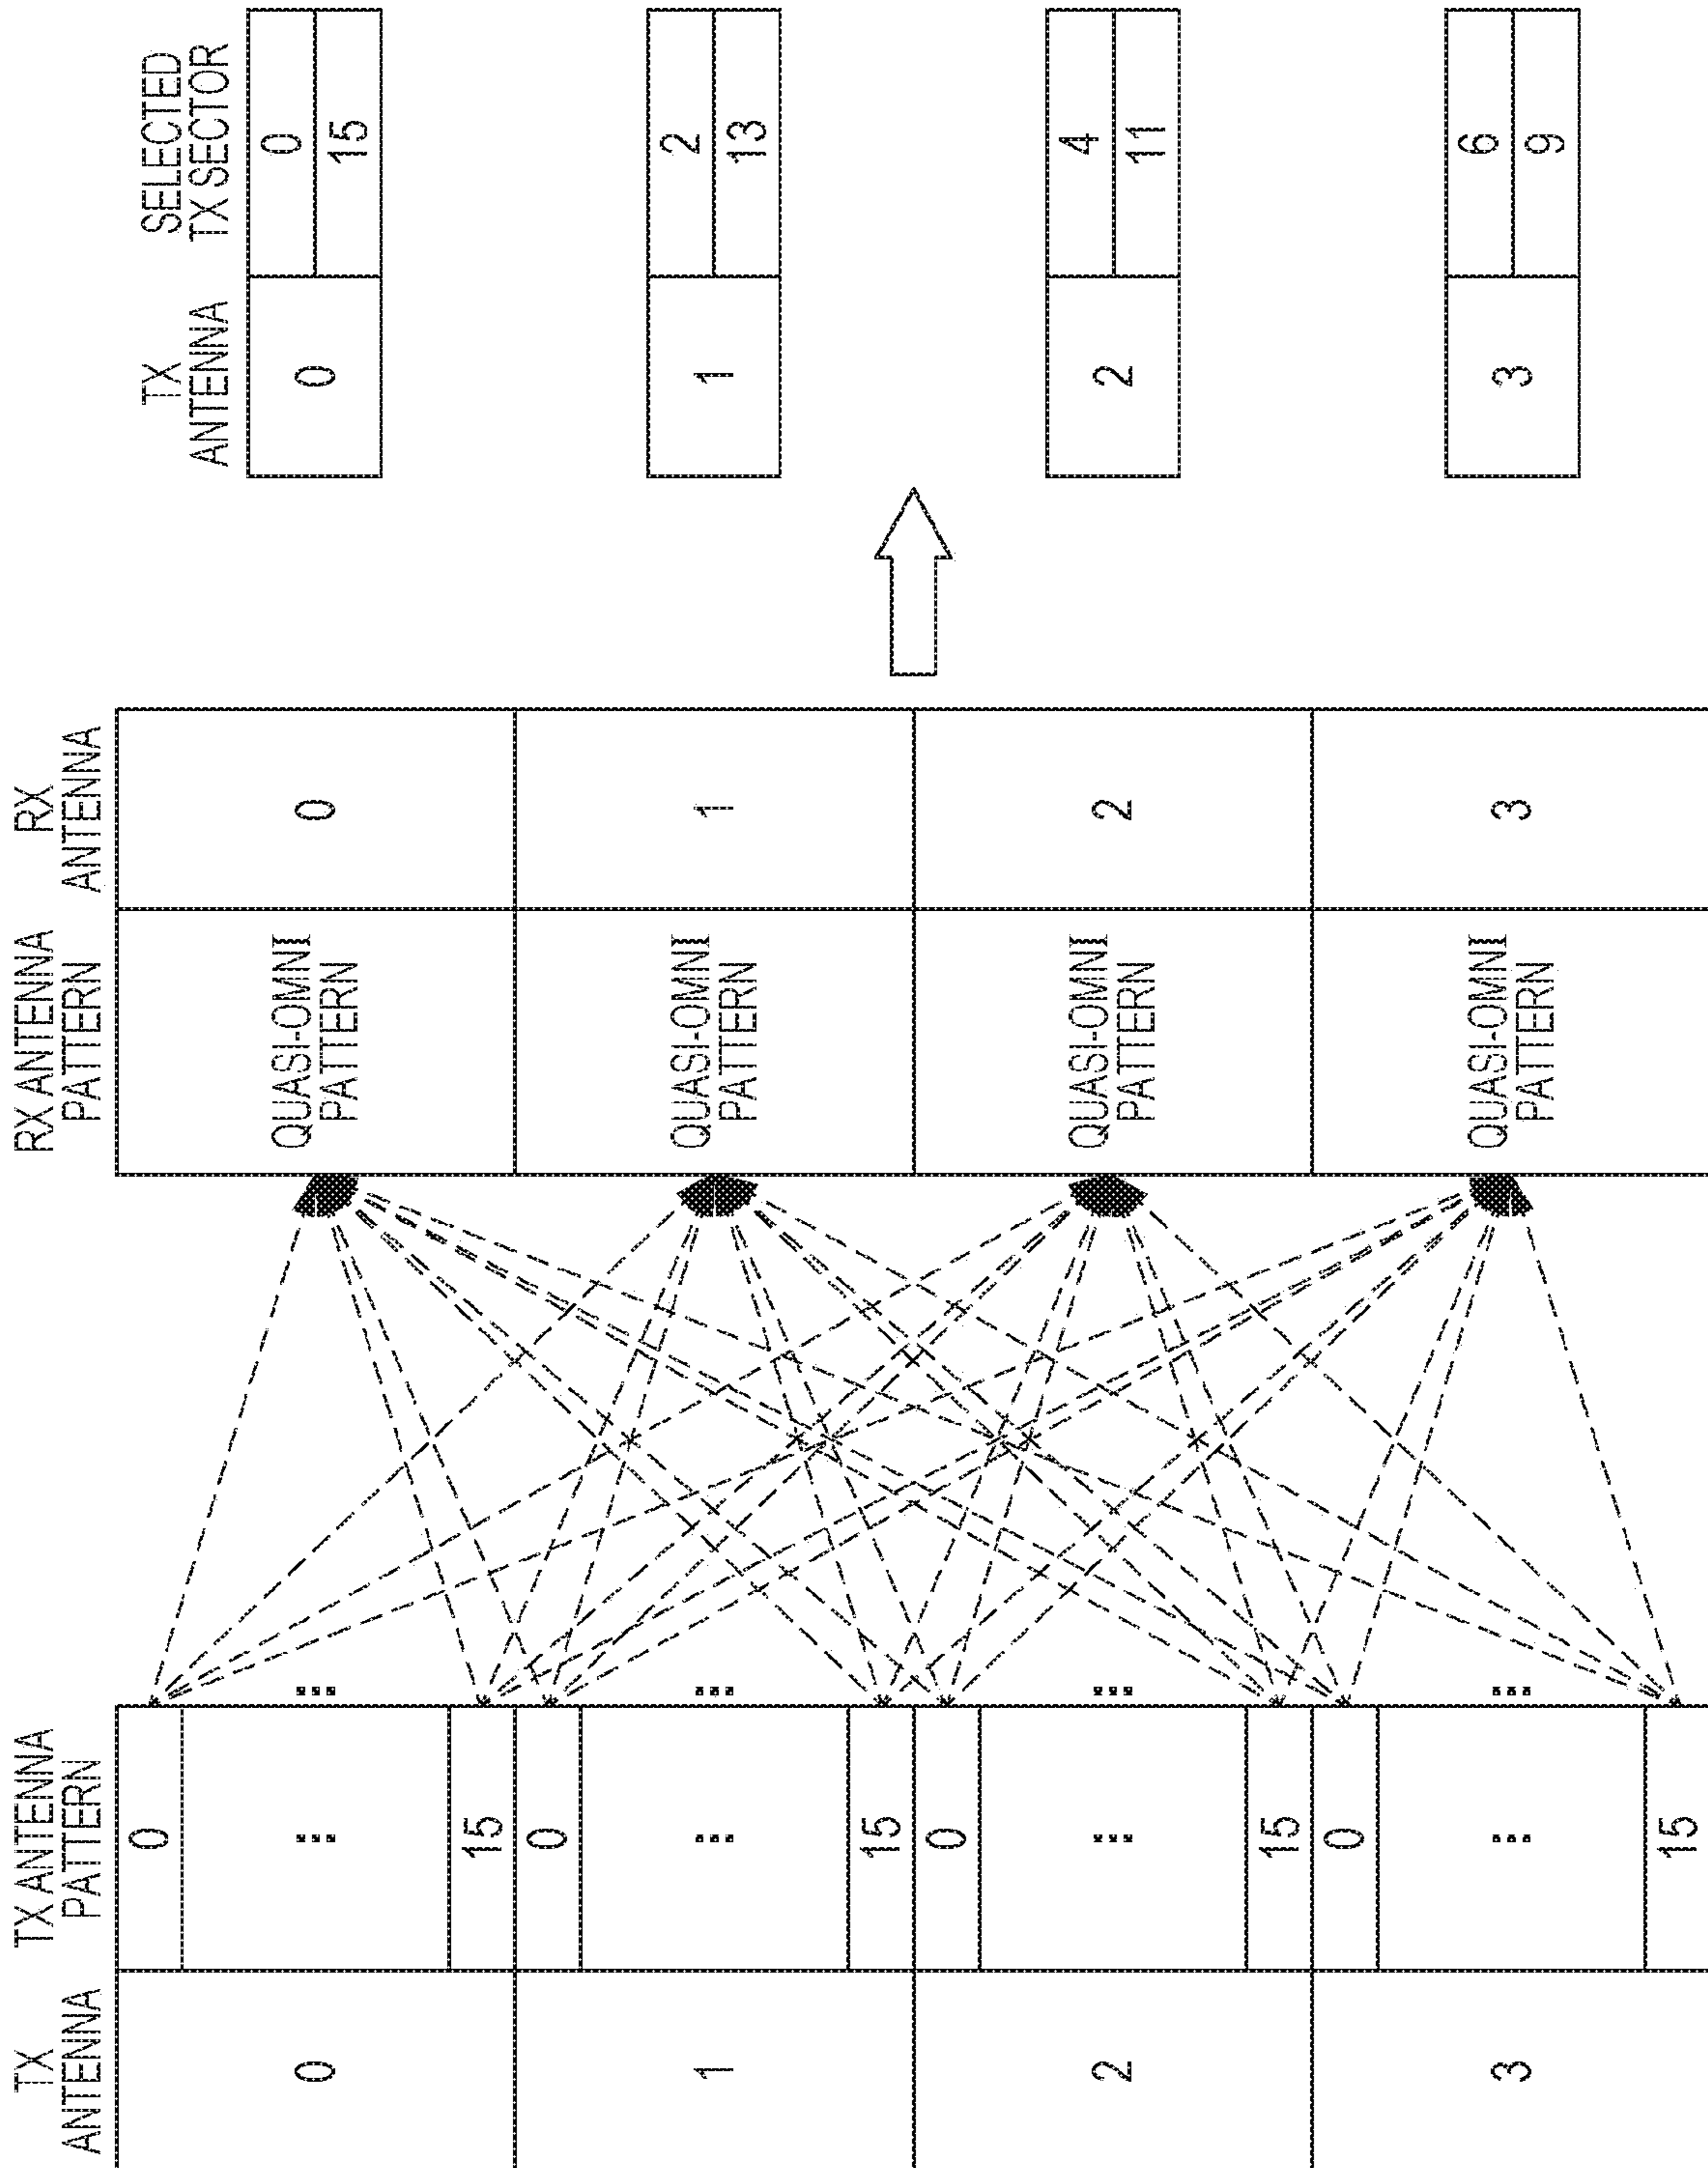 TX
ANTENNA
TX ANTENNA
PATTERN
RX ANTENNA
PATTERN
RX
ANTENNA
TX
ANTENNA
SELECTED
TX SECTOR
0
0
⋮
15
⋮
QUASI-OMNI
PATTERN
0
0
0
15
1
0
⋮
15
⋮
QUASI-OMNI
PATTERN
1
1
2
13
2
0
⋮
15
⋮
QUASI-OMNI
PATTERN
2
2
4
11
3
0
⋮
15
⋮
QUASI-OMNI
PATTERN
3
3
6
9